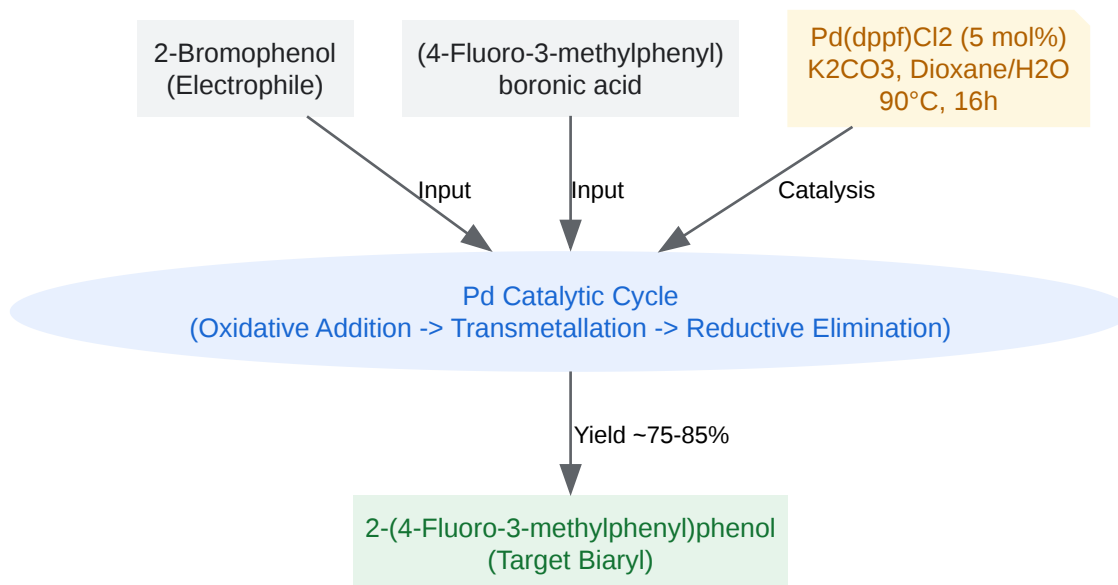 2-Bromophenol
(Electrophile)
(4-Fluoro-3-methylphenyl)
boronic acid
Pd(dppf)Cl2 (5 mol%)
K2CO3, Dioxane/H2O
90°C, 16h
Input
Input
Catalysis
Pd Catalytic Cycle
(Oxidative Addition -> Transmetallation -> Reductive Elimination)
Yield ~75-85%
2-(4-Fluoro-3-methylphenyl)phenol
(Target Biaryl)